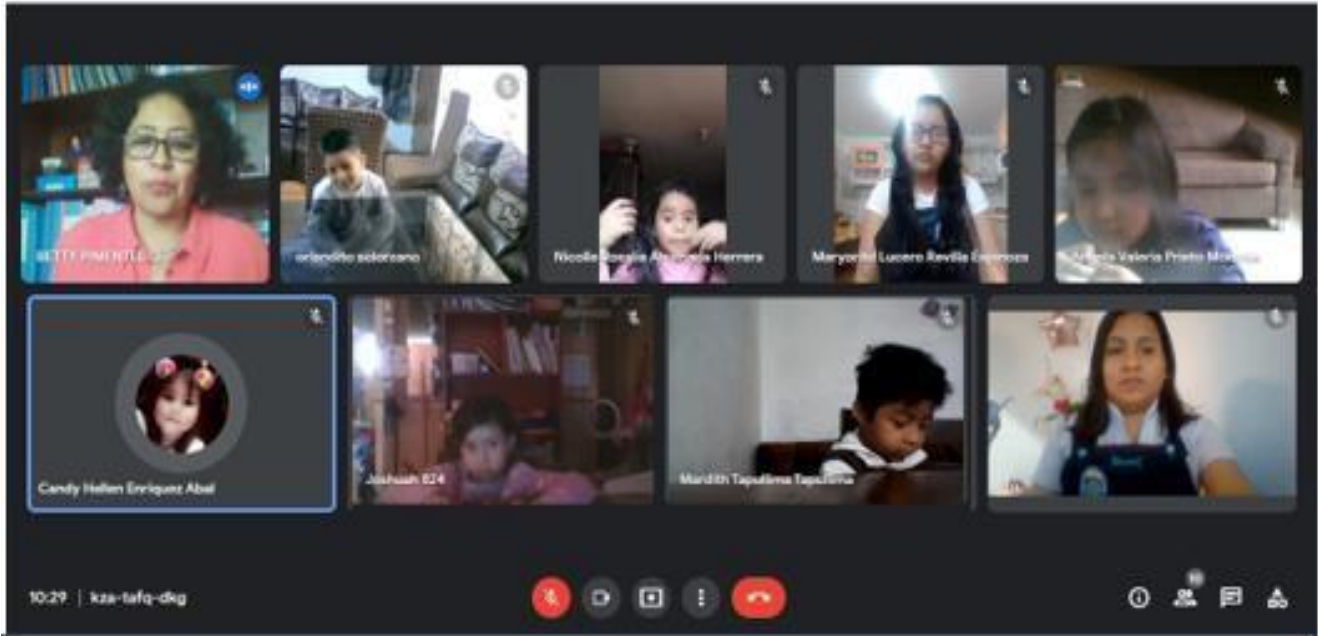 BETTY PIMENTEL
orlandito solorzano
Nicolle Herrera
Lucero Revilla Espinoza
Valeria Prieto
Candy Hellen Enriquez Abal
Joshuah 824
Mardith Tapullima Tapullima
10:29 | kza-tafq-dkg